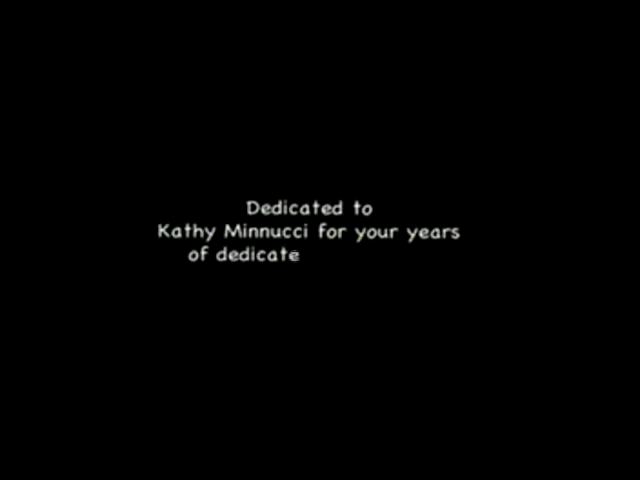 Dedicated to
Kathy Minnucci for your years
of dedicate